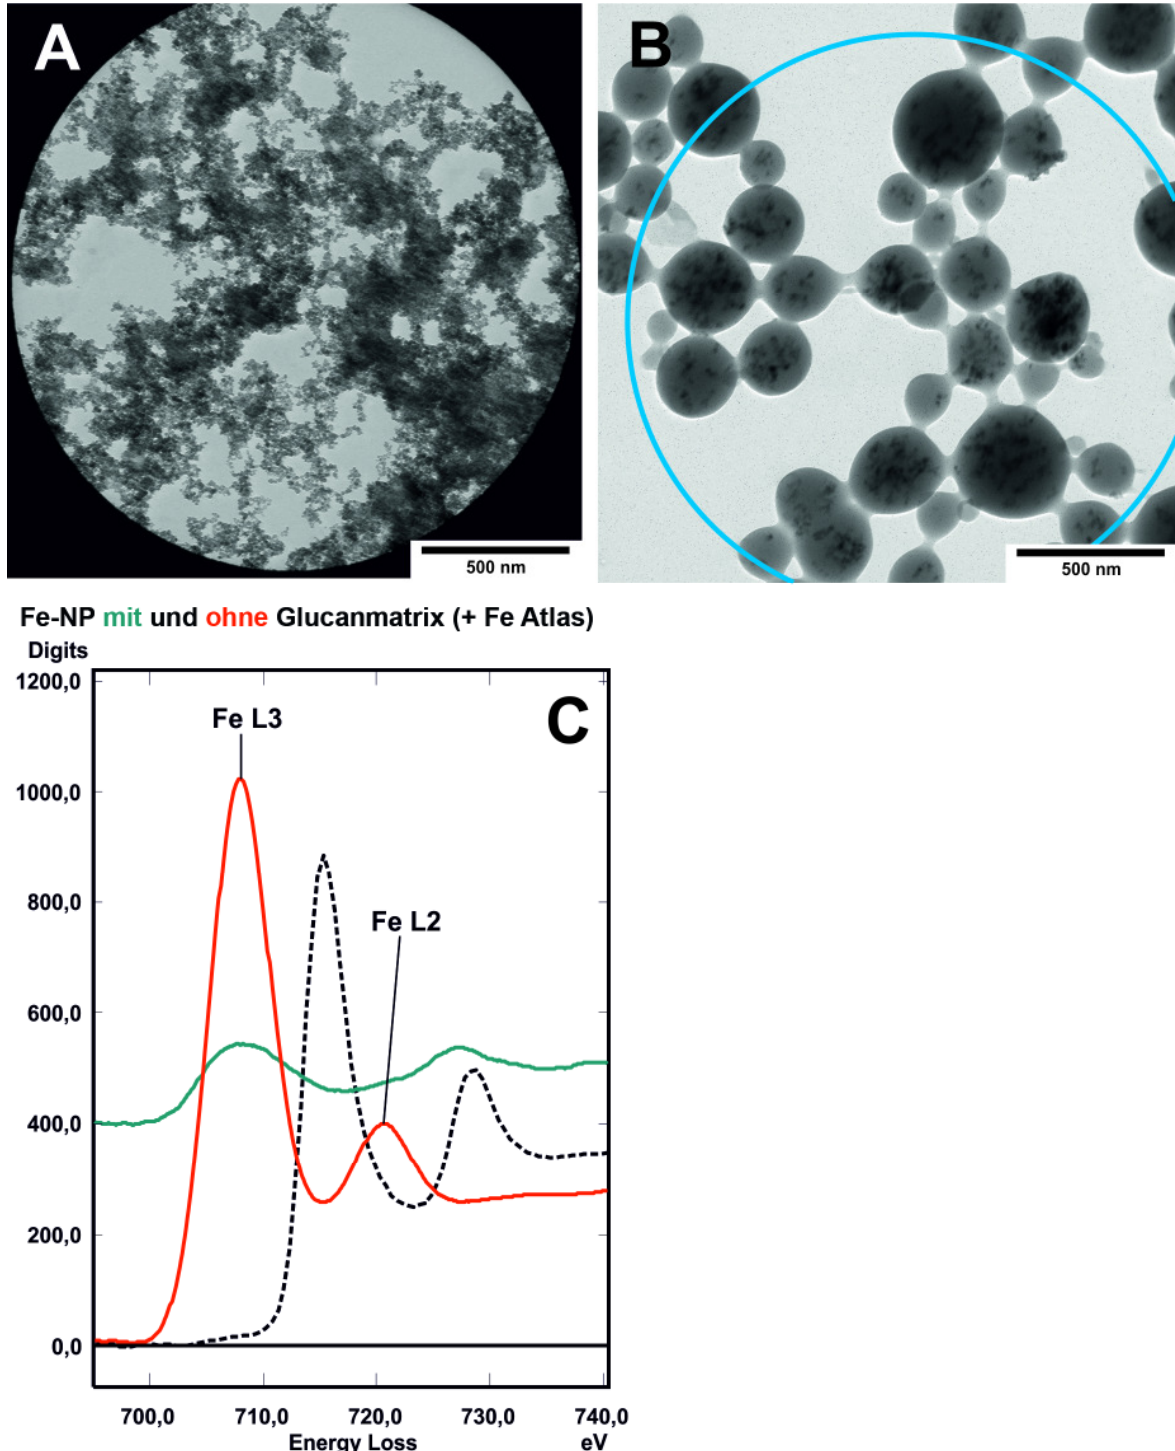 A
B
500 nm
500 nm
Fe-NP mit und ohne Glucanmatrix (+ Fe Atlas)
Digits
1200,0
C
Fe L3
1000,0
Fe L2
800,0
600,0
400,0
200,0
0,0
700,0 710,0 720,0 730,0 740,0
Energy Loss eV